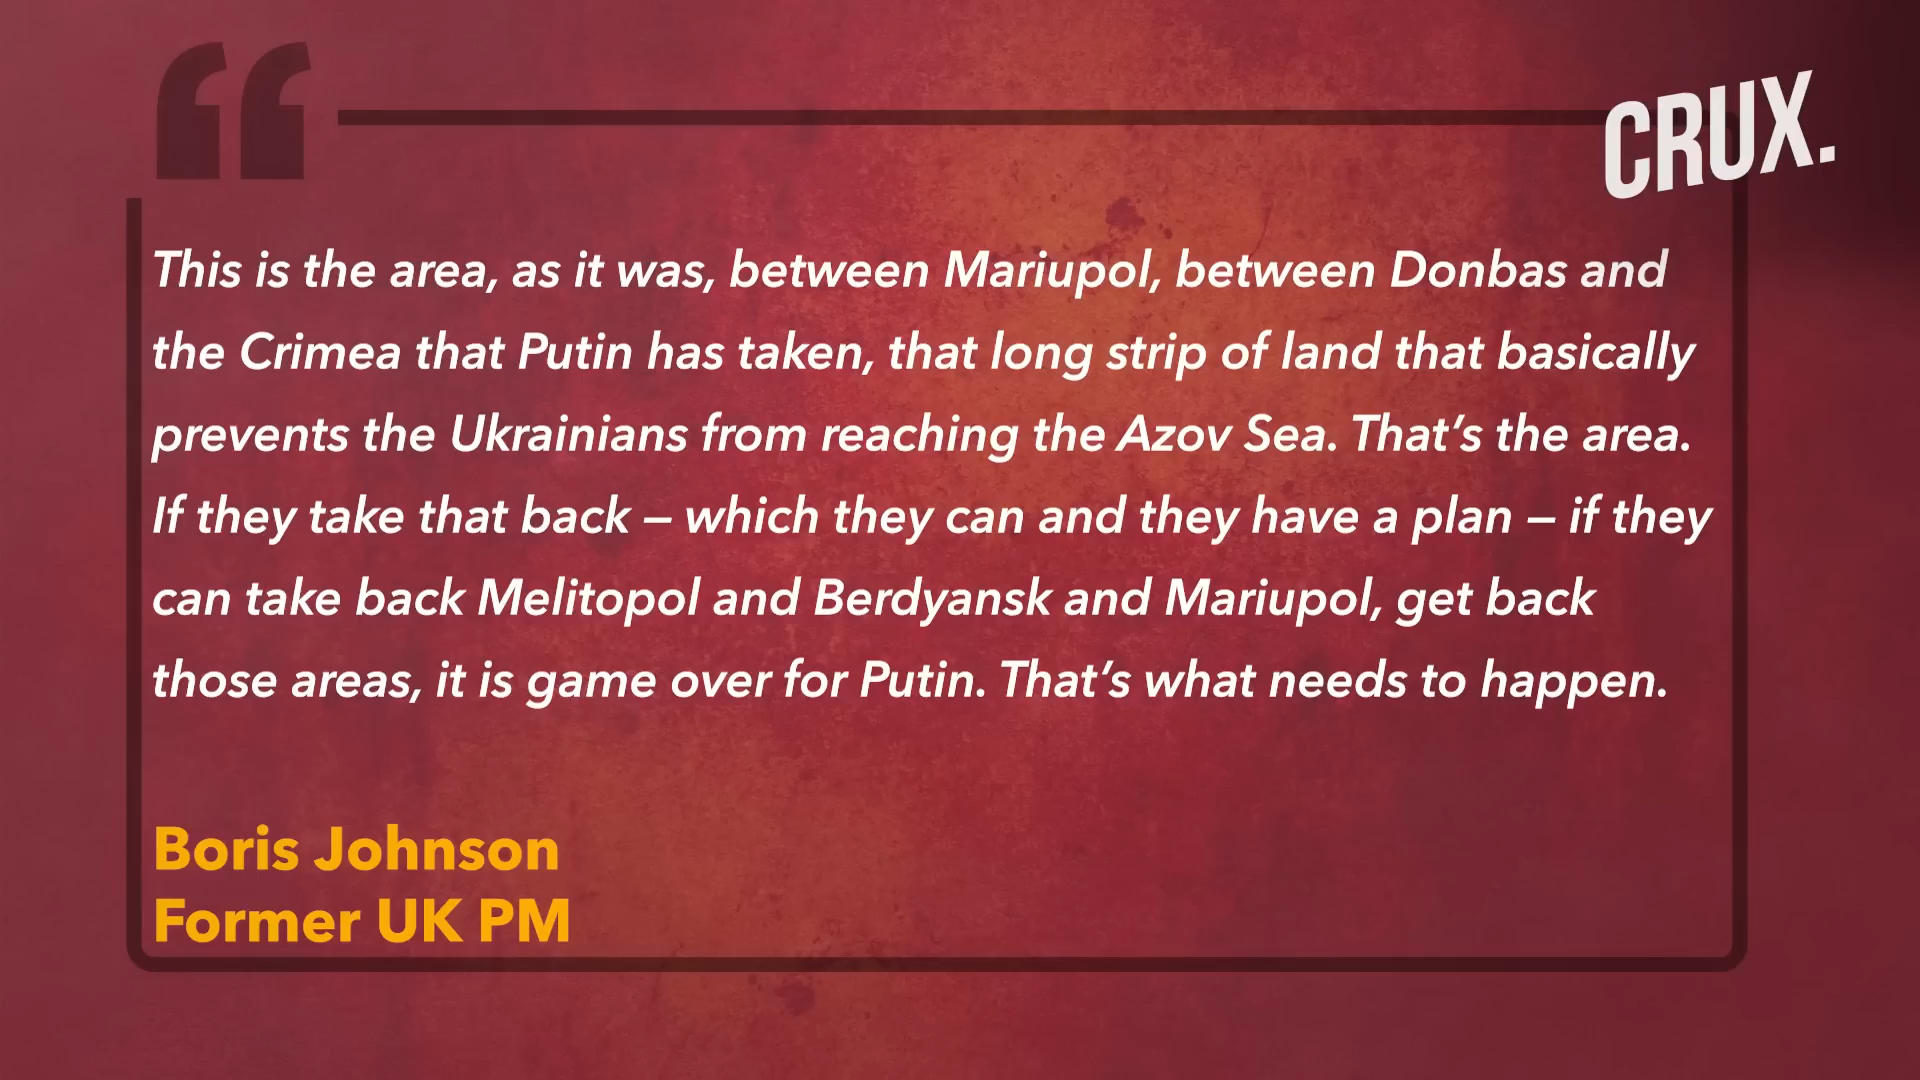 CRUX.
This is the area, as it was, between Mariupol, between Donbas and
the Crimea that Putin has taken, that long strip of land that basically
prevents the Ukrainians from reaching the Azov Sea. That's the area.
If they take that back – which they can and they have a plan – if they
can take back Melitopol and Berdyansk and Mariupol, get back
those areas, it is game over for Putin. That's what needs to happen.
Boris Johnson
Former UK PM